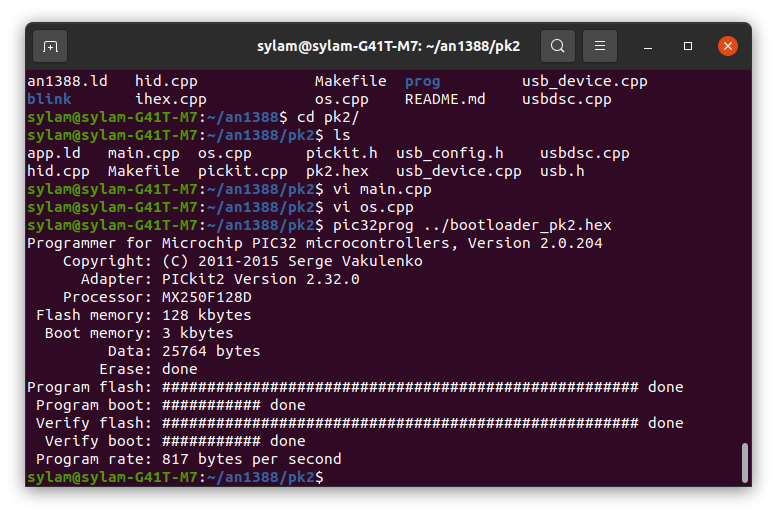 sylam@sylam-G41T-M7: ~/an1388/pk2
an1388.ld   hid.cpp             Makefile  prog         usb_device.cpp
blink       ihex.cpp            os.cpp    README.md    usbdsc.cpp
sylam@sylam-G41T-M7:~/an1388$ cd pk2/
sylam@sylam-G41T-M7:~/an1388/pk2$ ls
app.ld   main.cpp  os.cpp      pickit.h  usb_config.h    usbdsc.cpp
hid.cpp  Makefile  pickit.cpp  pk2.hex   usb_device.cpp  usb.h
sylam@sylam-G41T-M7:~/an1388/pk2$ vi main.cpp
sylam@sylam-G41T-M7:~/an1388/pk2$ vi os.cpp
sylam@sylam-G41T-M7:~/an1388/pk2$ pic32prog ../bootloader_pk2.hex
Programmer for Microchip PIC32 microcontrollers, Version 2.0.204
    Copyright: (C) 2011-2015 Serge Vakulenko
      Adapter: PICkit2 Version 2.32.0
    Processor: MX250F128D
 Flash memory: 128 kbytes
  Boot memory: 3 kbytes
         Data: 25764 bytes
        Erase: done
Program flash: ##################################################### done
 Program boot: ########### done
 Verify flash: ##################################################### done
  Verify boot: ########### done
 Program rate: 817 bytes per second
sylam@sylam-G41T-M7:~/an1388/pk2$